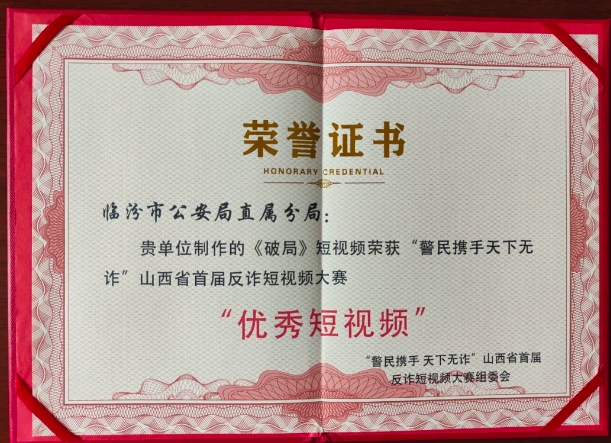 荣誉证书
HONORARY CREDENTIAL
临汾市公安局直属分局：
贵单位制作的《破局》短视频荣获“警民携手天下无
诈”山西省首届反诈短视频大赛
“优秀短视频”
“警民携手 天下无诈”山西省首届
反诈短视频大赛组委会